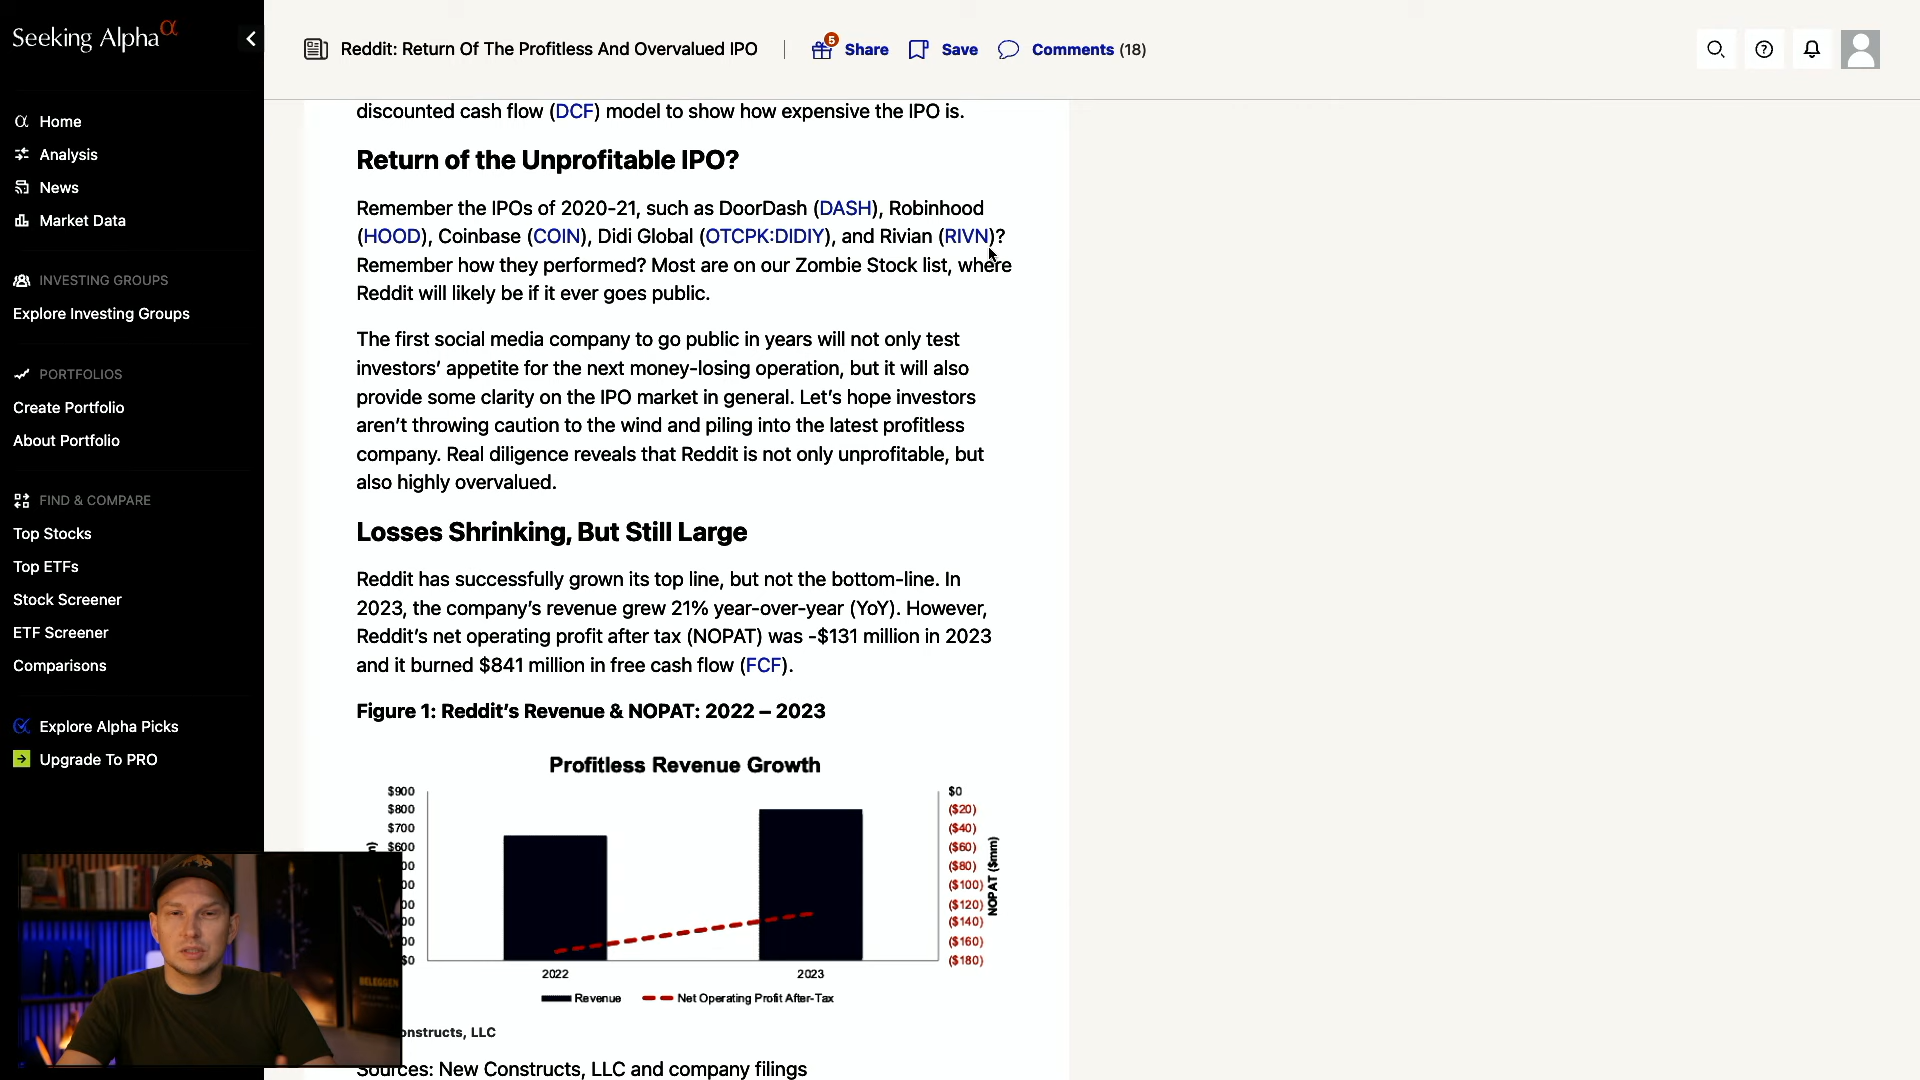 Seeking Alpha α
Reddit: Return Of The Profitless And Overvalued IPO
5
Share
Save
Comments (18)
Home
Analysis
News
Market Data
INVESTING GROUPS
Explore Investing Groups
PORTFOLIOS
Create Portfolio
About Portfolio
FIND & COMPARE
Top Stocks
Top ETFs
Stock Screener
ETF Screener
Comparisons
Explore Alpha Picks
Upgrade To PRO
discounted cash flow (DCF) model to show how expensive the IPO is.
Return of the Unprofitable IPO?
Remember the IPOs of 2020-21, such as DoorDash (DASH), Robinhood
(HOOD), Coinbase (COIN), Didi Global (OTCPK:DIDIY), and Rivian (RIVN)?
Remember how they performed? Most are on our Zombie Stock list, where
Reddit will likely be if it ever goes public.
The first social media company to go public in years will not only test
investors’ appetite for the next money-losing operation, but it will also
provide some clarity on the IPO market in general. Let’s hope investors
aren’t throwing caution to the wind and piling into the latest profitless
company. Real diligence reveals that Reddit is not only unprofitable, but
also highly overvalued.
Losses Shrinking, But Still Large
Reddit has successfully grown its top line, but not the bottom-line. In
2023, the company’s revenue grew 21% year-over-year (YoY). However,
Reddit’s net operating profit after tax (NOPAT) was -$131 million in 2023
and it burned $841 million in free cash flow (FCF).
Figure 1: Reddit’s Revenue & NOPAT: 2022 – 2023
Profitless Revenue Growth
$900
$800
$700
$600
$0
$0
($20)
($40)
($60)
($80)
($100)
($120)
($140)
($160)
($180)
NOPAT ($mm)
2022
2023
Revenue
Net Operating Profit After-Tax
onstructs, LLC
Sources: New Constructs, LLC and company filings
BELEGGEN